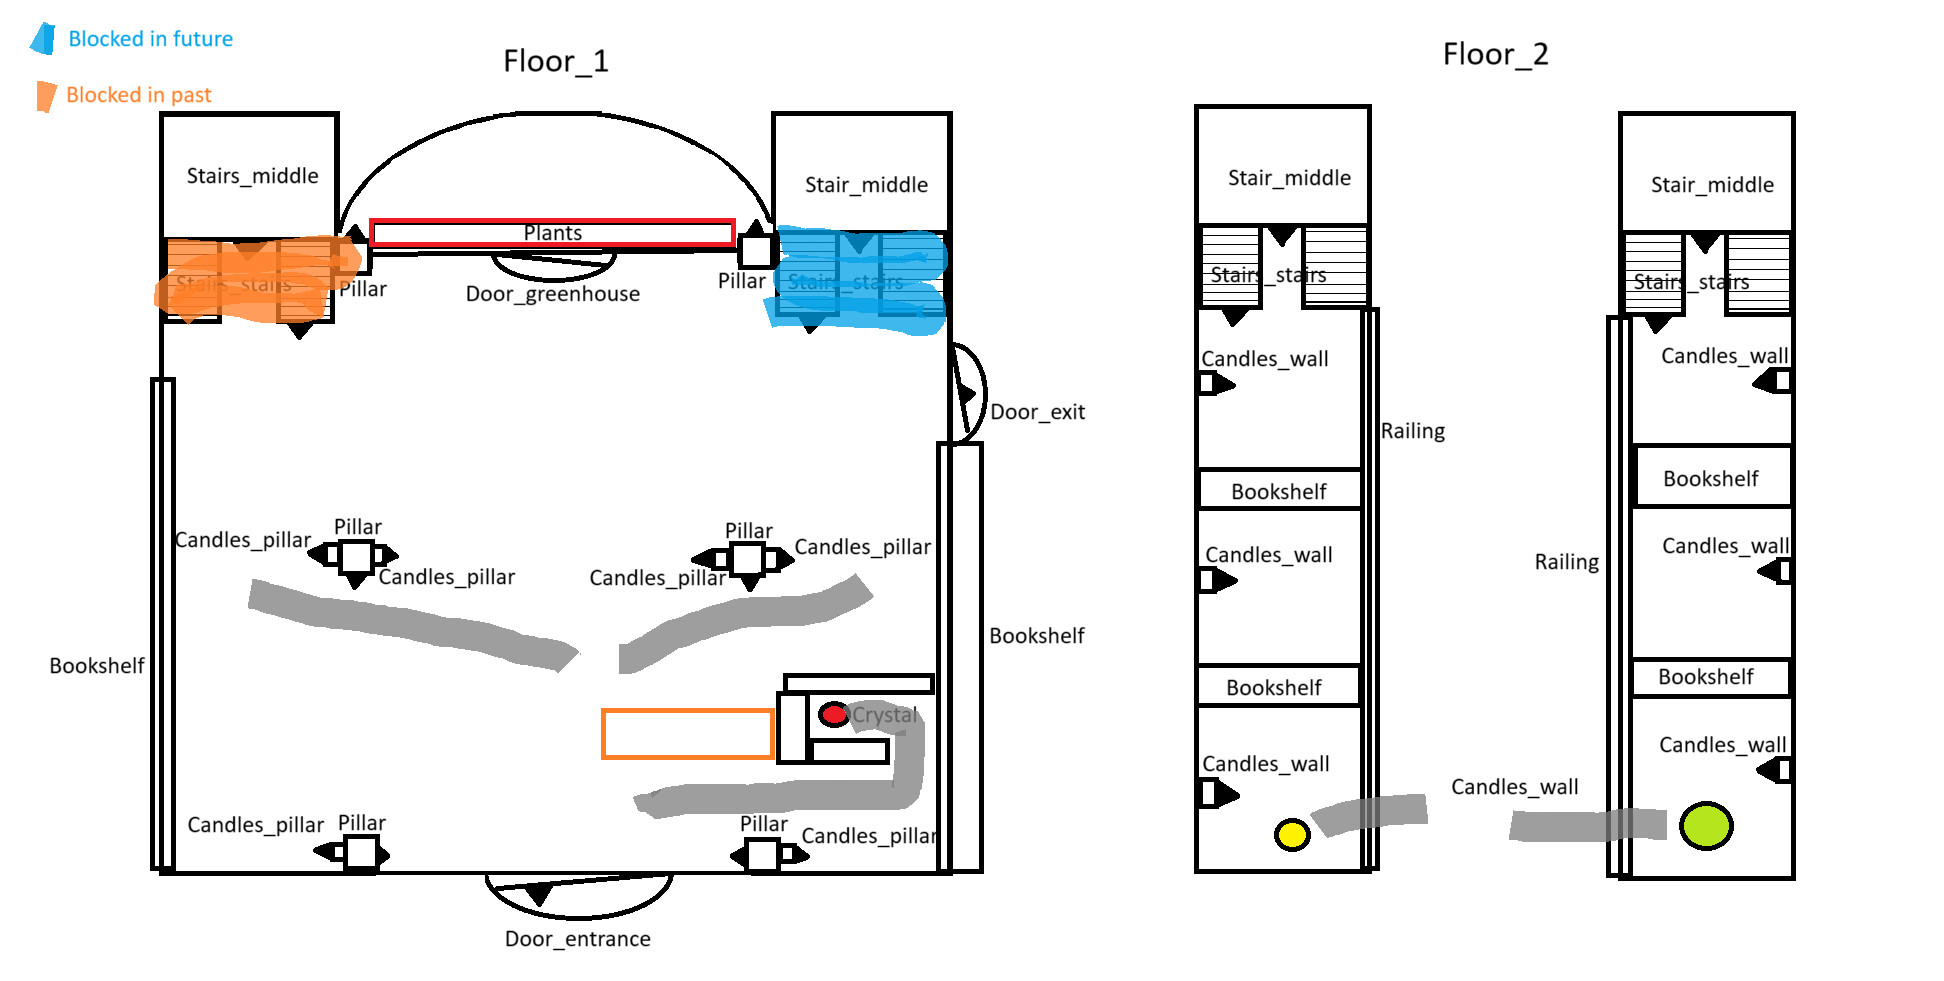 Blocked in future
Floor_1
Floor_2
Blocked in past
Stairs_middle
Stair_middle
Stair_middle
Stair_middle
Plants
Stairs_stairs
Pillar
Door_greenhouse
Pillar
Stairs_stairs
Stairs_stairs
Stairs_stairs
Candles_wall
Candles_wall
Door_exit
Railing
Bookshelf
Bookshelf
Candles_pillar
Pillar
Candles_pillar
Pillar
Candles_pillar
Candles_pillar
Candles_wall
Candles_wall
Railing
Bookshelf
Bookshelf
Bookshelf
Bookshelf
Crystal
Candles_wall
Candles_wall
Candles_wall
Candles_pillar
Pillar
Pillar
Candles_pillar
Door_entrance